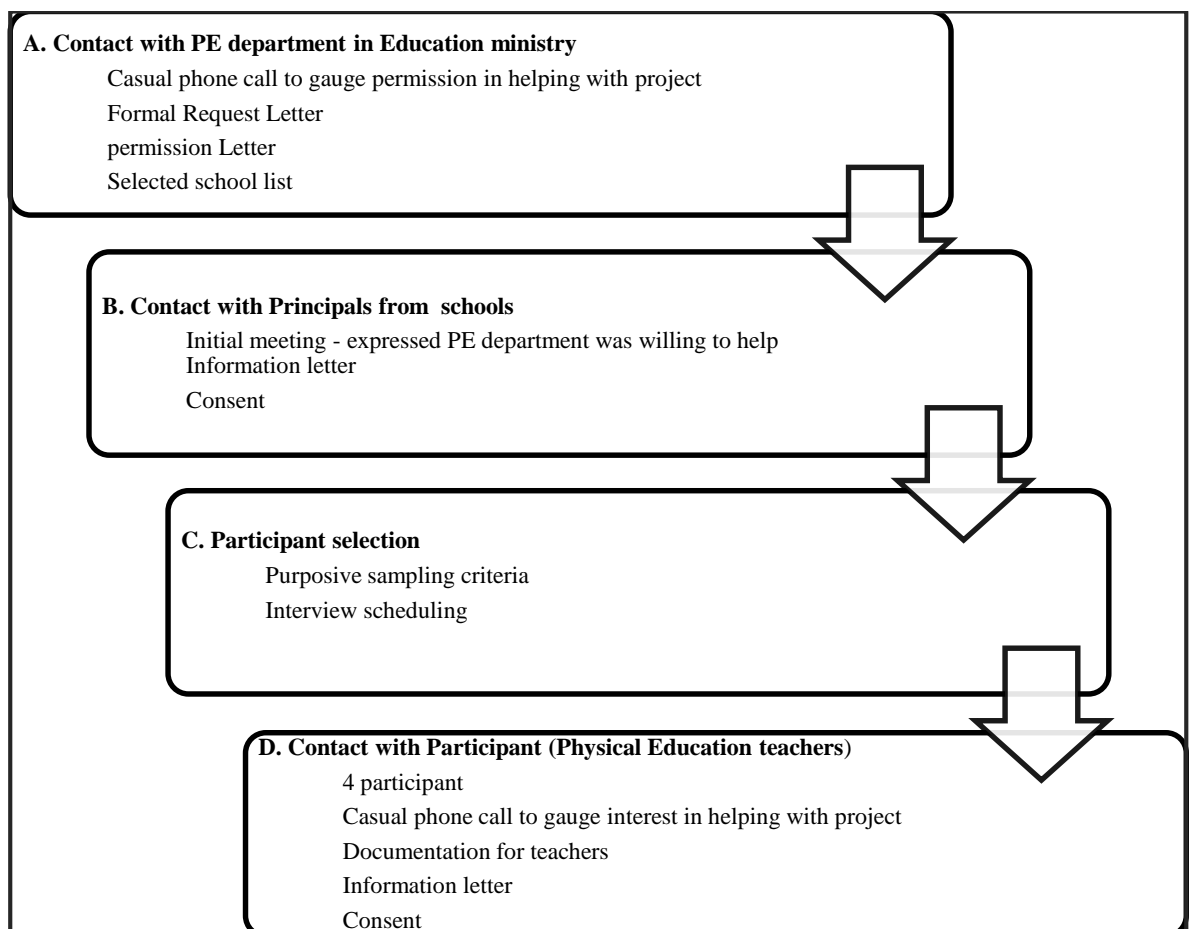 A. Contact with PE department in Education ministry
Casual phone call to gauge permission in helping with project
Formal Request Letter
permission Letter
Selected school list
B. Contact with Principals from schools
Initial meeting - expressed PE department was willing to help
Information letter
Consent
C. Participant selection
Purposive sampling criteria
Interview scheduling
D. Contact with Participant (Physical Education teachers)
4 participant
Casual phone call to gauge interest in helping with project
Documentation for teachers
Information letter
Consent